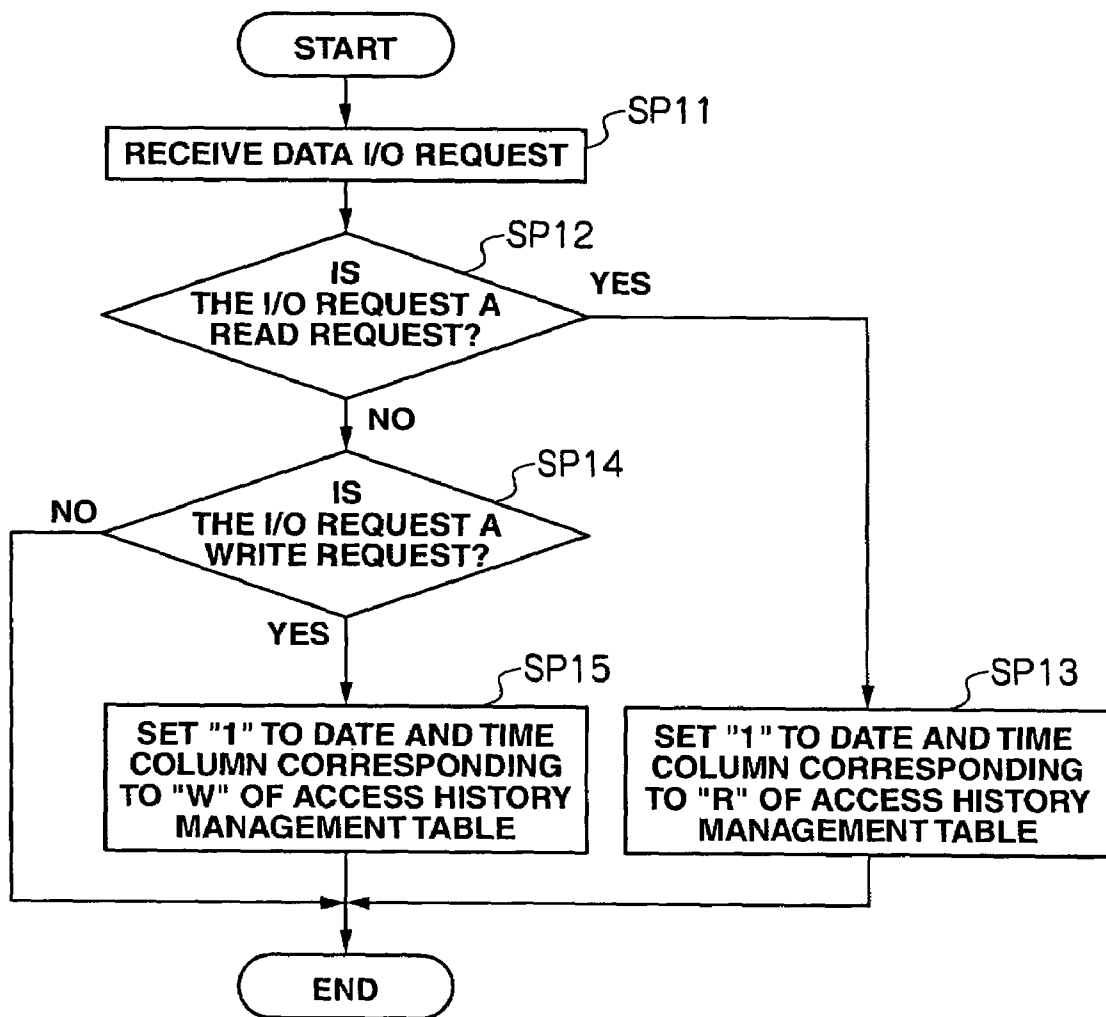 START
SP11
RECEIVE DATA I/O REQUEST
SP12
IS
THE I/O REQUEST A
READ REQUEST?
YES
NO
SP14
IS
THE I/O REQUEST A
WRITE REQUEST?
NO
YES
SP15
SET "1" TO DATE AND TIME
COLUMN CORRESPONDING
TO "W" OF ACCESS HISTORY
MANAGEMENT TABLE
SP13
SET "1" TO DATE AND TIME
COLUMN CORRESPONDING
TO "R" OF ACCESS HISTORY
MANAGEMENT TABLE
END